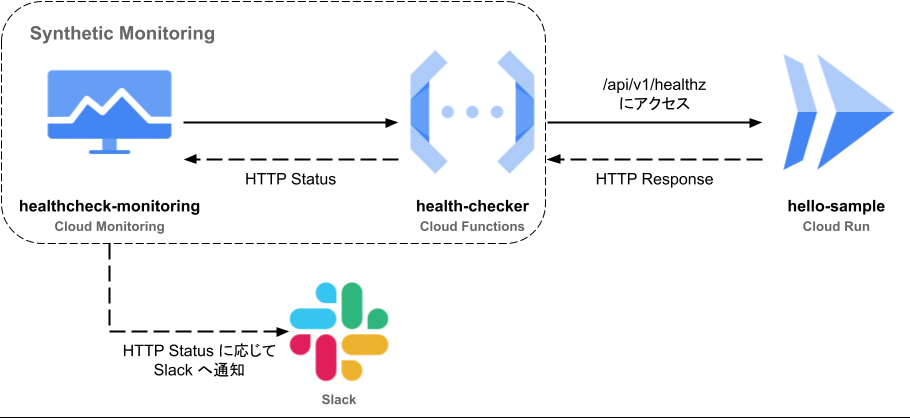 Synthetic Monitoring
/api/v1/healthz
にアクセス
HTTP Status
HTTP Response
healthcheck-monitoring
Cloud Monitoring
health-checker
Cloud Functions
hello-sample
Cloud Run
HTTP Status に応じて
Slack へ通知
Slack